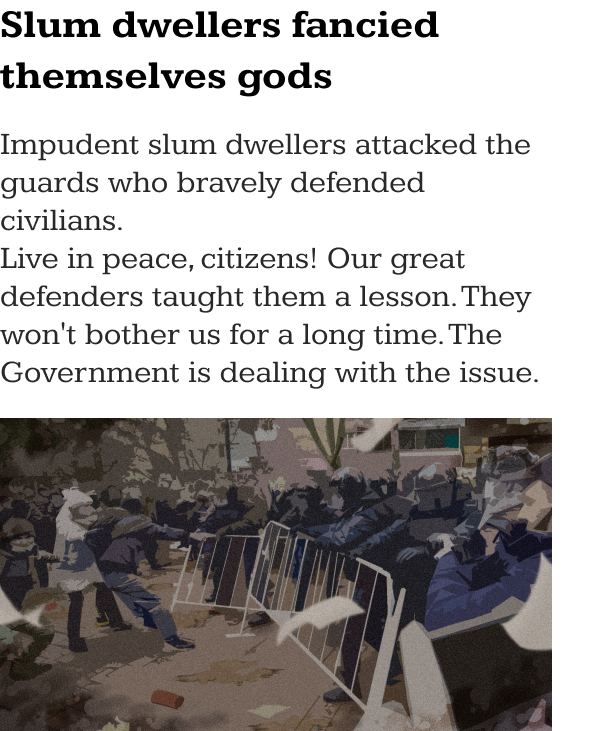 Slum dwellers fancied
themselves gods
Impudent slum dwellers attacked the
guards who bravely defended
civilians.
Live in peace, citizens! Our great
defenders taught them a lesson. They
won't bother us for a long time. The
Government is dealing with the issue.